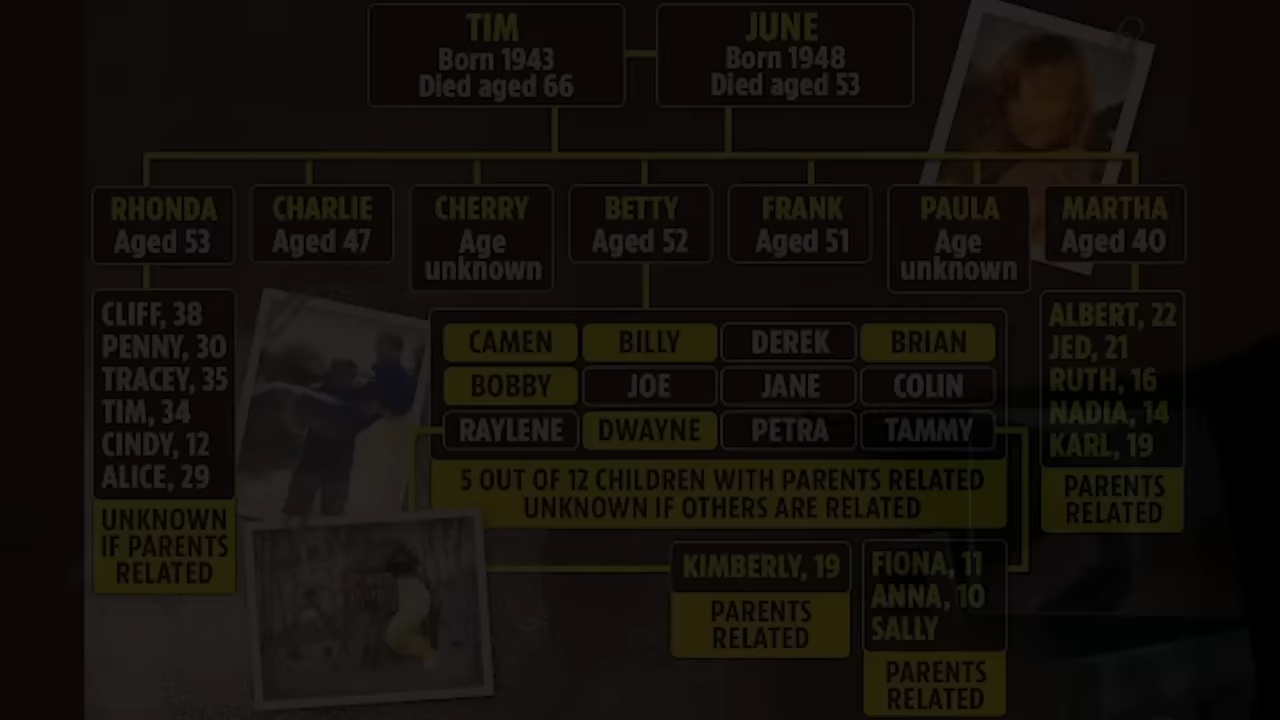 TIM
Born 1943
Died aged 66
JUNE
Born 1948
Died aged 53
RHONDA
Aged 53
CHARLIE
Aged 47
CHERRY
Age
unknown
BETTY
Aged 52
FRANK
Aged 51
PAULA
Age
unknown
MARTHA
Aged 40
CLIFF, 38
PENNY, 30
TRACEY, 35
TIM, 34
CINDY, 12
ALICE, 29
UNKNOWN
IF PARENTS
RELATED
CAMEN BILLY DEREK BRIAN
BOBBY JOE JANE COLIN
RAYLENE DWAYNE PETRA TAMMY
5 OUT OF 12 CHILDREN WITH PARENTS RELATED
UNKNOWN IF OTHERS ARE RELATED
ALBERT, 22
JED, 21
RUTH, 16
NADIA, 14
KARL, 19
PARENTS
RELATED
KIMBERLY, 19
PARENTS
RELATED
FIONA, 11
ANNA, 10
SALLY
PARENTS
RELATED